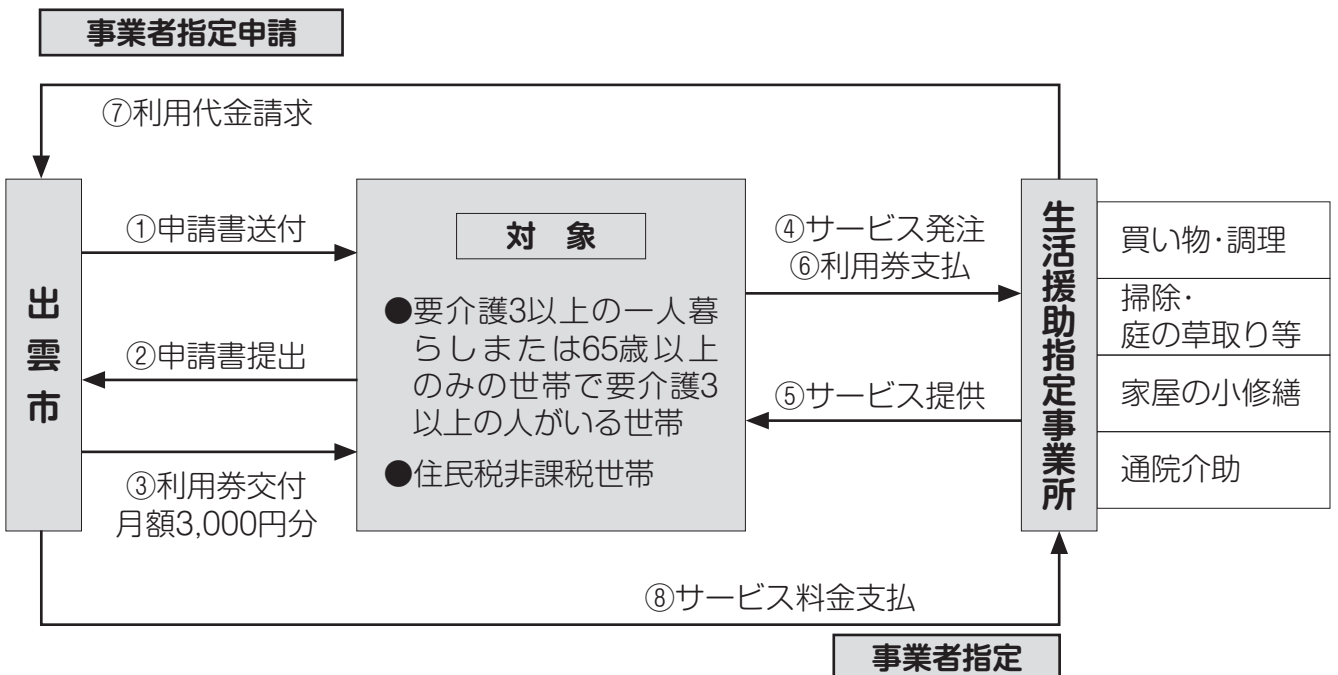 事業者指定申請
⑦利用代金請求
出雲市
①申請書送付
②申請書提出
③利用券交付
月額3,000円分
対 象
●要介護3以上の一人暮
らしまたは65歳以上
のみの世帯で要介護3
以上の人がいる世帯
●住民税非課税世帯
④サービス発注
⑥利用券支払
⑤サービス提供
生活援助指定事業所
買い物・調理
掃除・
庭の草取り等
家屋の小修繕
通院介助
⑧サービス料金支払
事業者指定